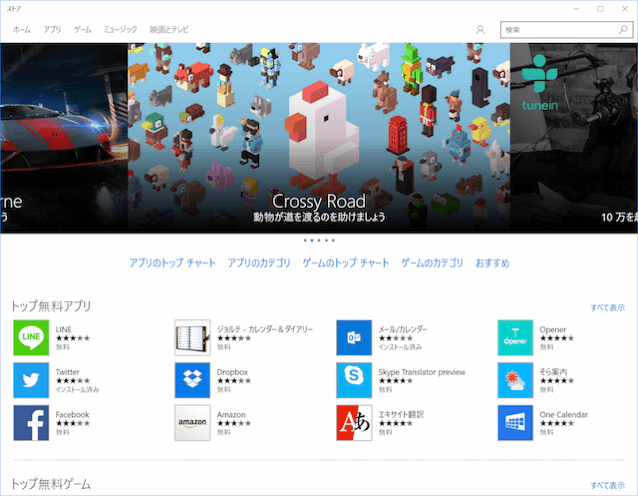 ストア
ホーム アプリ ゲーム ミュージック 映画とテレビ
検索
tunein
ne
う
Crossy Road
動物が道を渡るのを助けましょう
10 万を
アプリのトップ チャート アプリのカテゴリ ゲームのトップ チャート ゲームのカテゴリ おすすめ
トップ無料アプリ
すべて表示
LINE
LINE
無料
ジョルテ - カレンダー＆ダイアリー
無料
メール/カレンダー
インストール済み
Opener
Opener
無料
Twitter
インストール済み
Dropbox
無料
Skype Translator preview
無料
そら案内
無料
Facebook
無料
amazon
Amazon
無料
Aあ
エキサイト翻訳
無料
One Calendar
無料
トップ無料ゲーム
すべて表示